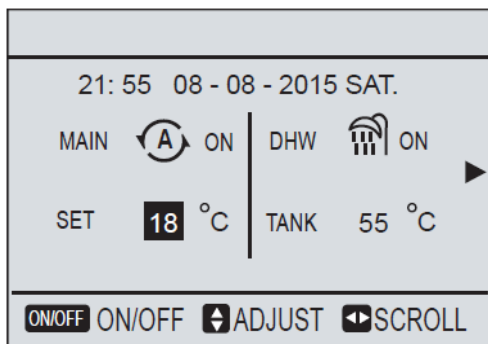 21: 55 08 - 08 - 2015 SAT.
MAIN A ON DHW ON
SET 18 °C TANK 55 °C
ON/OFF ON/OFF ADJUST SCROLL